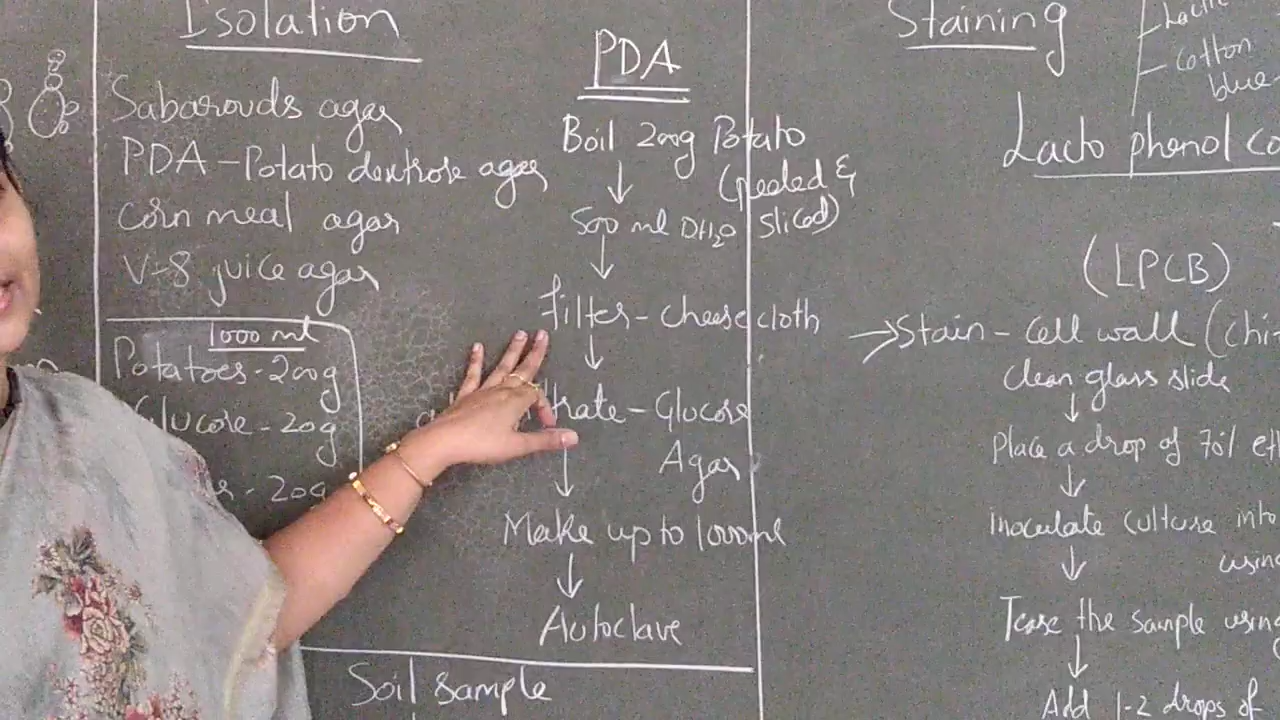 Isolation
Sabarouds agar
PDA - Potato dextrose agar
Corn meal agar
V-8 juice agar
1000 ml
Potatoes - 200g
Glucose - 20g
- 20g
PDA
Boil 200g Potato
(peeled &
sliced)
500 ml DH2O
filter - cheese cloth
- Glucose
Agar
Make up to 1000ml
Autoclave
Soil sample
Staining
Cotton
blue
Lacto phenol
(LPCB)
→ Stain - Cell wall
Clean glass slide
Place a drop of 70%
inoculate culture into
using
Tease the sample using
Add 1-2 drops of